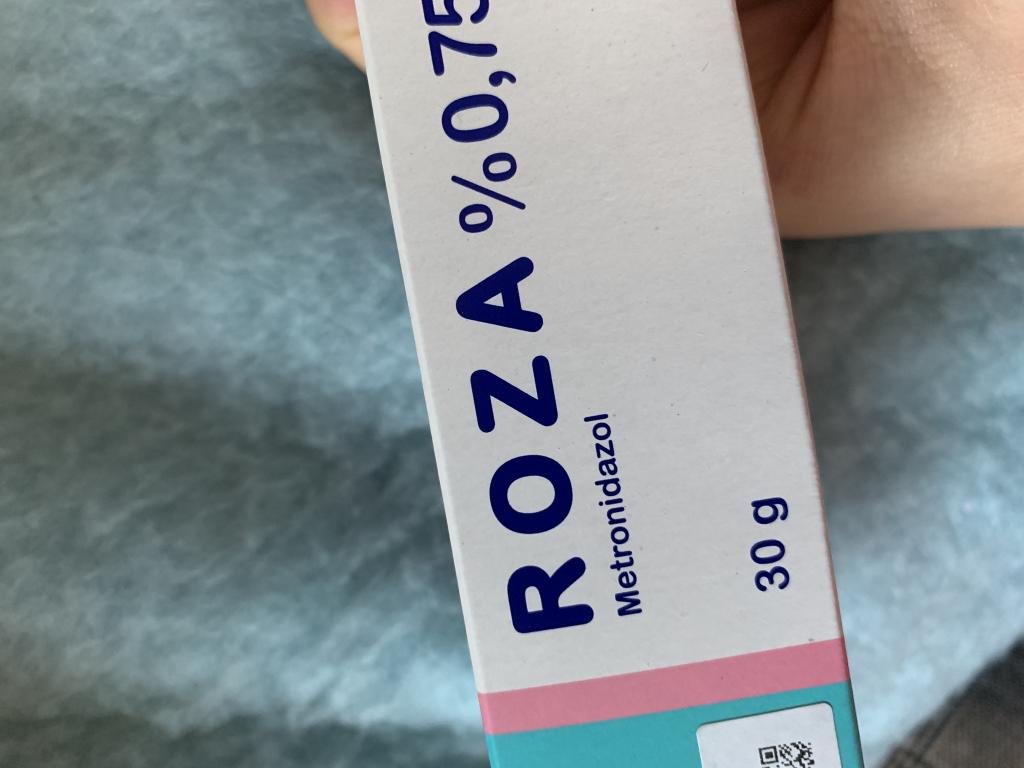 ROZA %0,75
Metronidazol
30 g